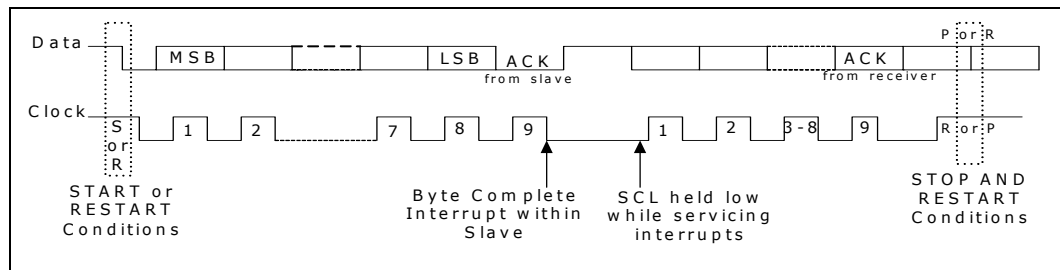 Data
MSB
LSB
ACK
from slave
ACK
from receiver
P or R
Clock
S or R
1
2
7
8
9
1
2
3-8
9
R or P
START or
RESTART
Conditions
Byte Complete
Interrupt within
Slave
SCL held low
while servicing
interrupts
STOP AND
RESTART
Conditions